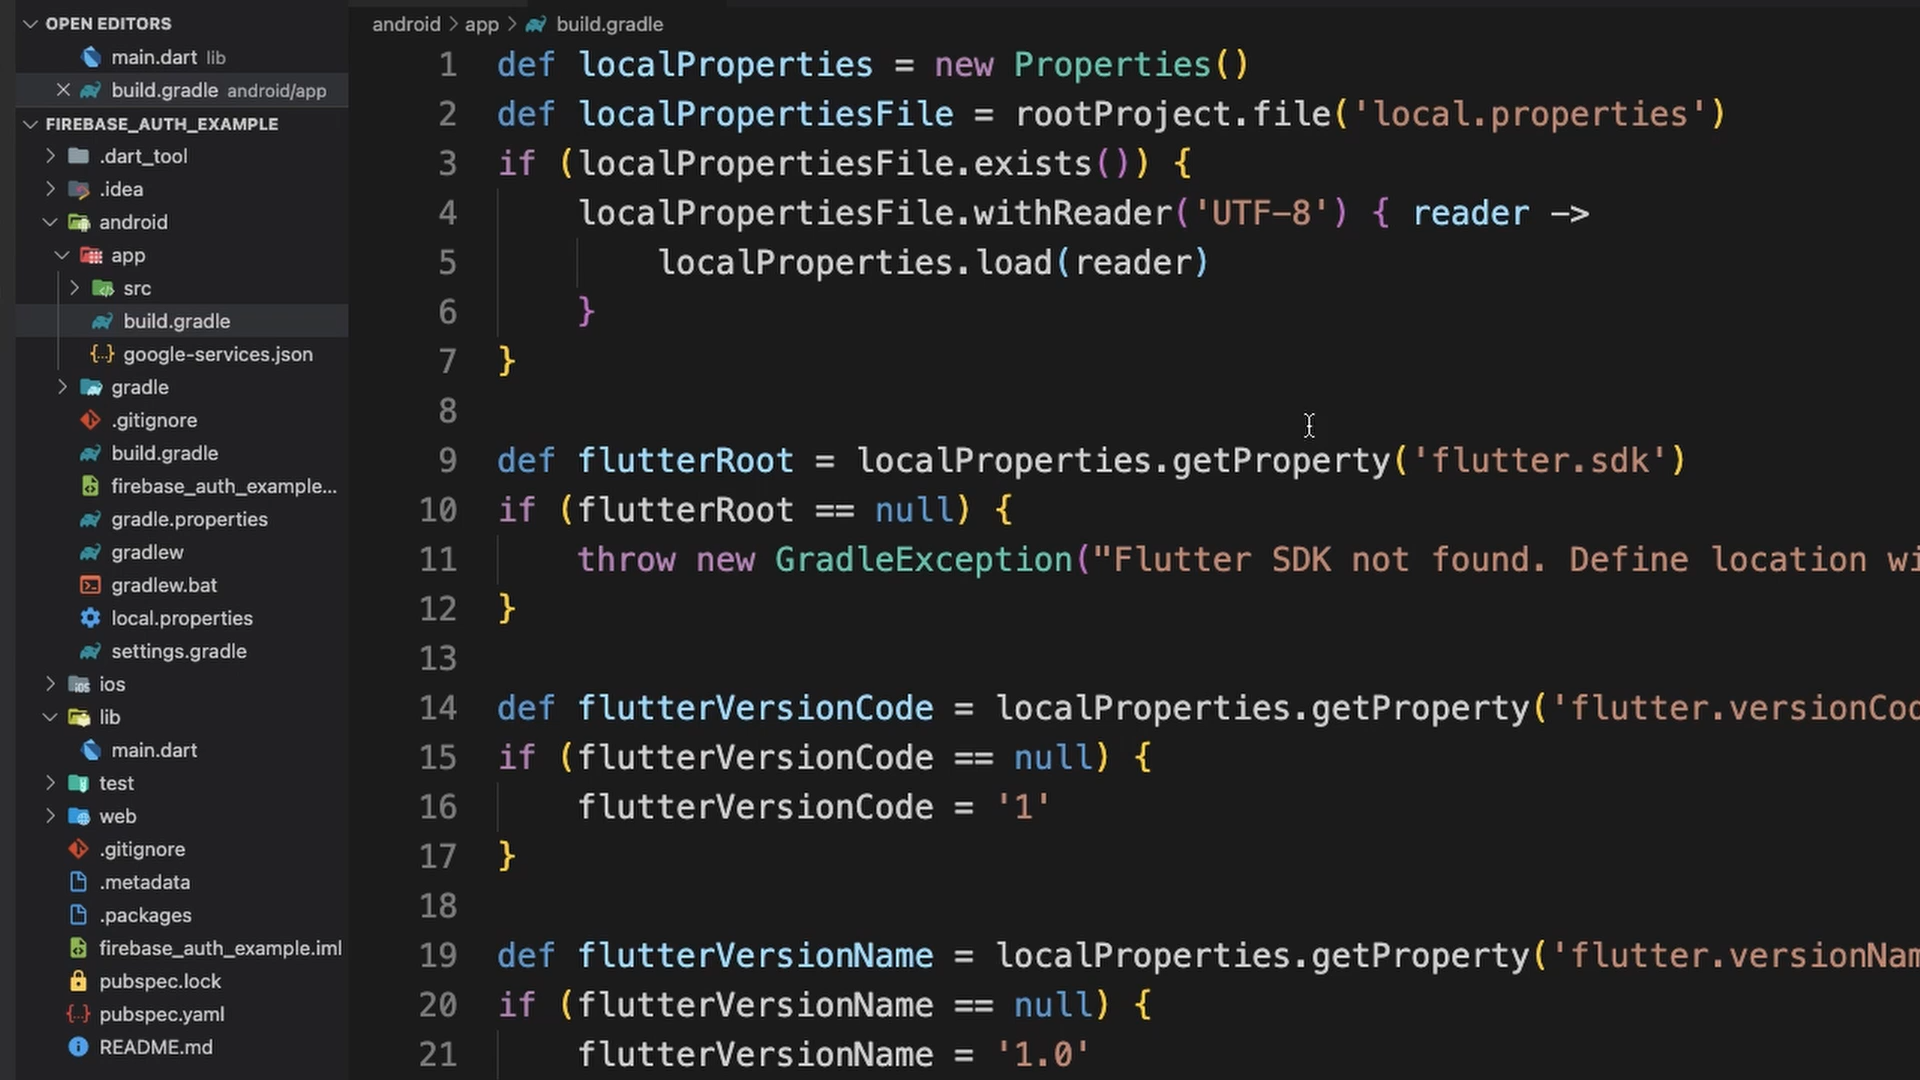 OPEN EDITORS
main.dart lib
build.gradle android/app
FIREBASE_AUTH_EXAMPLE
.dart_tool
.idea
android
app
src
build.gradle
google-services.json
gradle
.gitignore
build.gradle
firebase_auth_example...
gradle.properties
gradlew
gradlew.bat
local.properties
settings.gradle
ios
lib
main.dart
test
web
.gitignore
.metadata
.packages
firebase_auth_example.iml
pubspec.lock
pubspec.yaml
README.md
android > app > build.gradle
1 def localProperties = new Properties()
2 def localPropertiesFile = rootProject.file('local.properties')
3 if (localPropertiesFile.exists()) {
4 localPropertiesFile.withReader('UTF-8') { reader ->
5 localProperties.load(reader)
6 }
7 }
8
9 def flutterRoot = localProperties.getProperty('flutter.sdk')
10 if (flutterRoot == null) {
11 throw new GradleException("Flutter SDK not found. Define location wi
12 }
13
14 def flutterVersionCode = localProperties.getProperty('flutter.versionCod
15 if (flutterVersionCode == null) {
16 flutterVersionCode = '1'
17 }
18
19 def flutterVersionName = localProperties.getProperty('flutter.versionNam
20 if (flutterVersionName == null) {
21 flutterVersionName = '1.0'